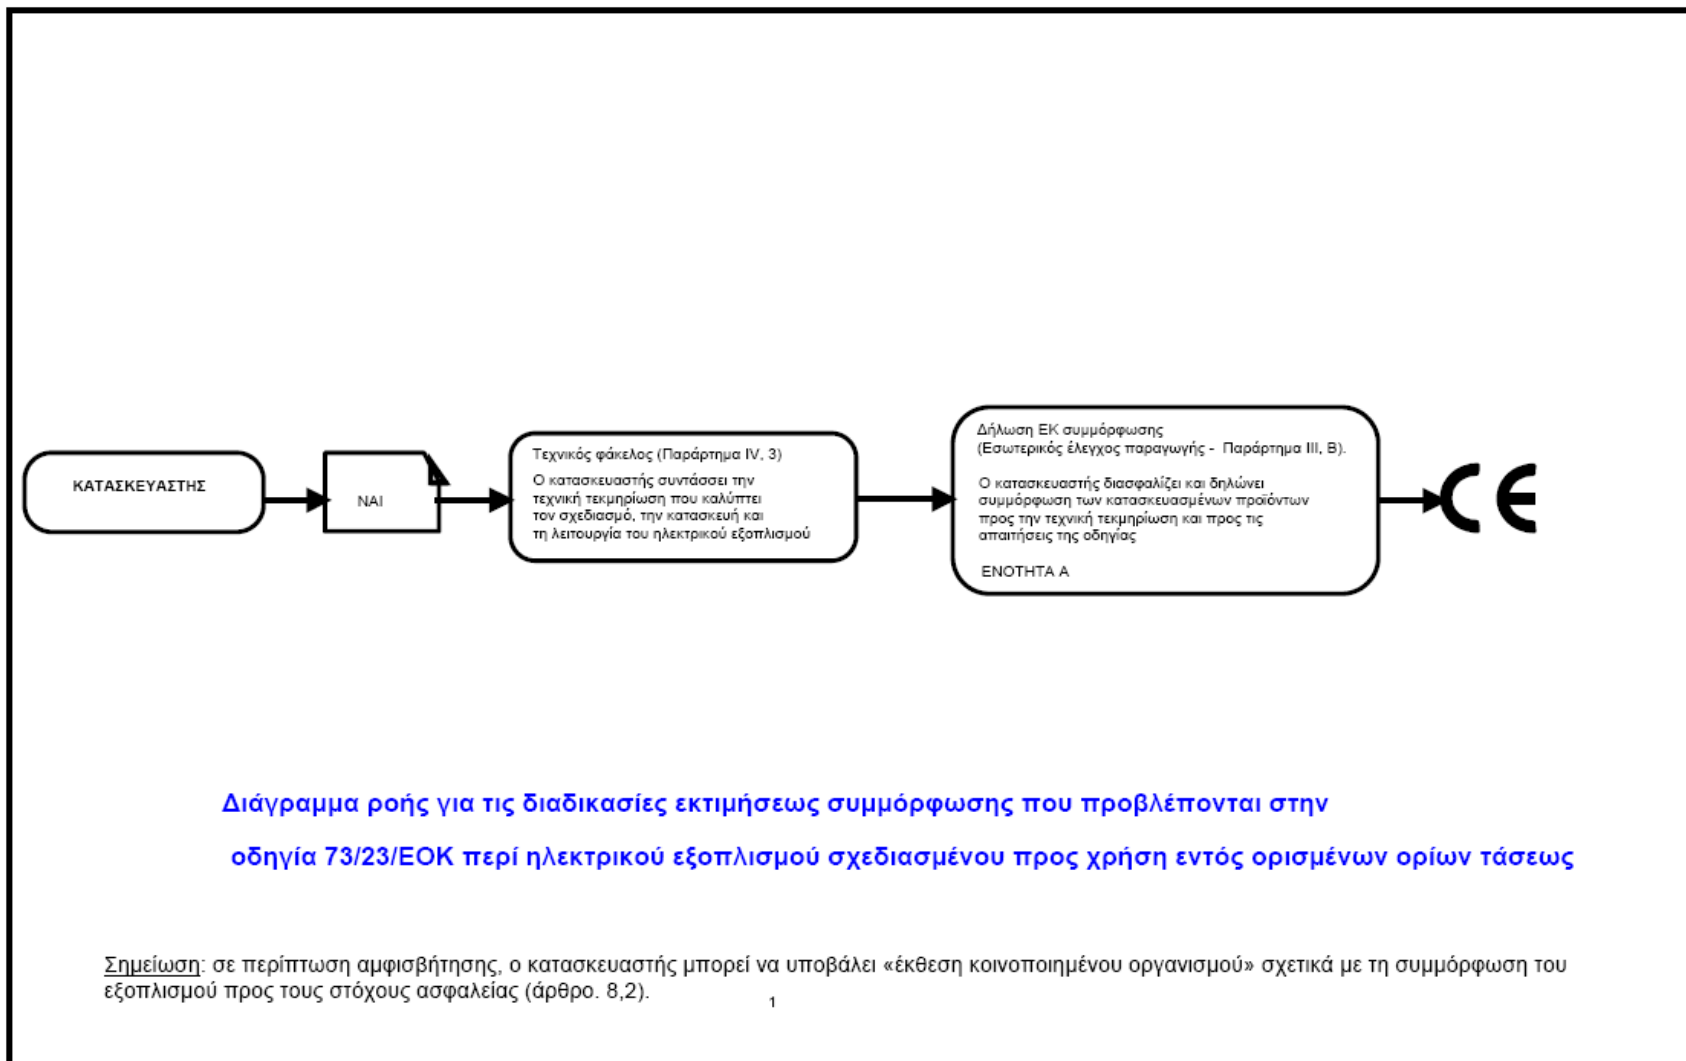 ΚΑΤΑΣΚΕΥΑΣΤΗΣ
ΝΑΙ
Τεχνικός φάκελος (Παράρτημα IV, 3)
Ο κατασκευαστής συντάσσει την
τεχνική τεκμηρίωση που καλύπτει
τον σχεδιασμό, την κατασκευή και
τη λειτουργία του ηλεκτρικού εξοπλισμού
Δήλωση ΕΚ συμμόρφωσης
(Εσωτερικός έλεγχος παραγωγής - Παράρτημα III, B).
Ο κατασκευαστής διασφαλίζει και δηλώνει
συμμόρφωση των κατασκευασμένων προϊόντων
προς την τεχνική τεκμηρίωση και προς τις
απαιτήσεις της οδηγίας
ΕΝΟΤΗΤΑ Α
CE
Διάγραμμα ροής για τις διαδικασίες εκτιμήσεως συμμόρφωσης που προβλέπονται στην
οδηγία 73/23/ΕΟΚ περί ηλεκτρικού εξοπλισμού σχεδιασμένου προς χρήση εντός ορισμένων ορίων τάσεως
Σημείωση: σε περίπτωση αμφισβήτησης, ο κατασκευαστής μπορεί να υποβάλει «έκθεση κοινοποιημένου οργανισμού» σχετικά με τη συμμόρφωση του
εξοπλισμού προς τους στόχους ασφαλείας (άρθρο. 8,2).
1